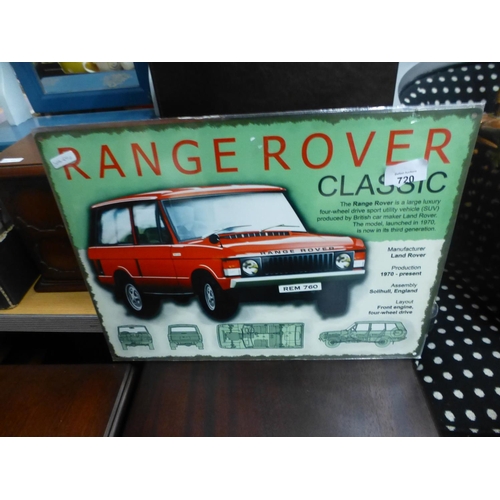 RANGE ROVER
CLASSIC
720
The Range Rover is a large luxury
four-wheel drive sport utility vehicle (SUV)
produced by British car maker Land Rover.
The model, launched in 1970,
is now in its third generation.
Manufacturer
Land Rover
Production
1970 - present
Assembly
Solihull, England
Layout
Front engine,
four-wheel drive
RANGE ROVER
REM 760